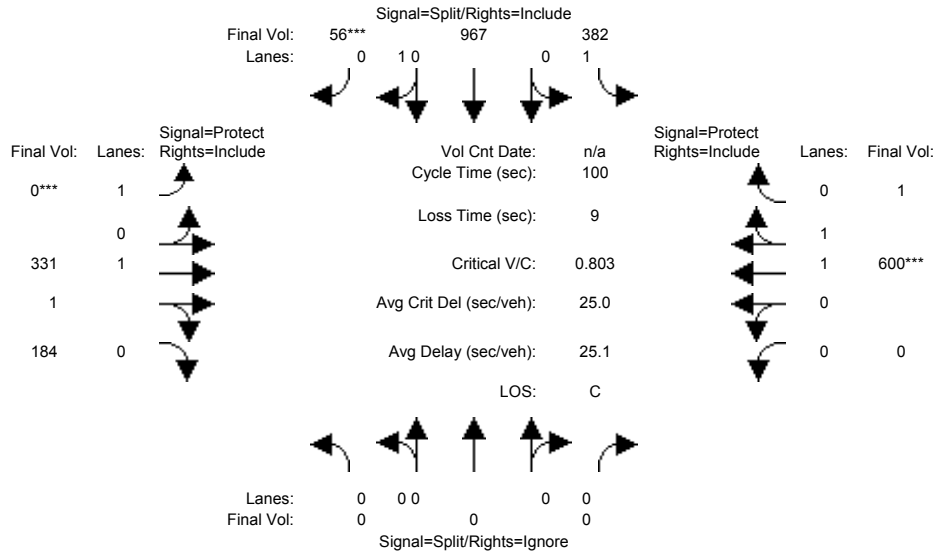 Signal=Split/Rights=Include
Final Vol: 56*** 967 382
Lanes: 0 1 0 0 1
Signal=Protect Signal=Protect
Final Vol: Lanes: Rights=Include Vol Cnt Date: n/a Rights=Include Lanes: Final Vol:
Cycle Time (sec): 100
0*** 1 0 1
Loss Time (sec): 9
0 1
331 1 Critical V/C: 0.803 1 600***
1 0 Avg Crit Del (sec/veh): 25.0 0
184 0 Avg Delay (sec/veh): 25.1 0 0
LOS: C
Lanes: 0 0 0 0 0
Final Vol: 0 0 0
Signal=Split/Rights=Ignore